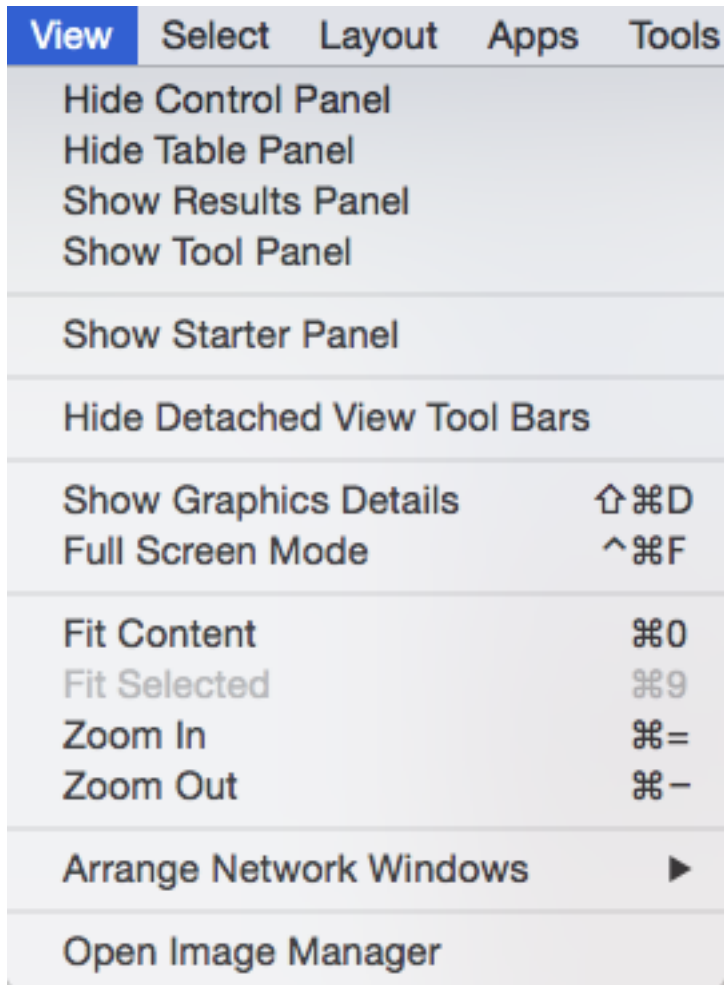 View Select Layout Apps Tools
Hide Control Panel
Hide Table Panel
Show Results Panel
Show Tool Panel
Show Starter Panel
Hide Detached View Tool Bars
Show Graphics Details ⇧⌘D
Full Screen Mode ^⌘F
Fit Content ⌘0
Fit Selected ⌘9
Zoom In ⌘=
Zoom Out ⌘−
Arrange Network Windows ▶
Open Image Manager